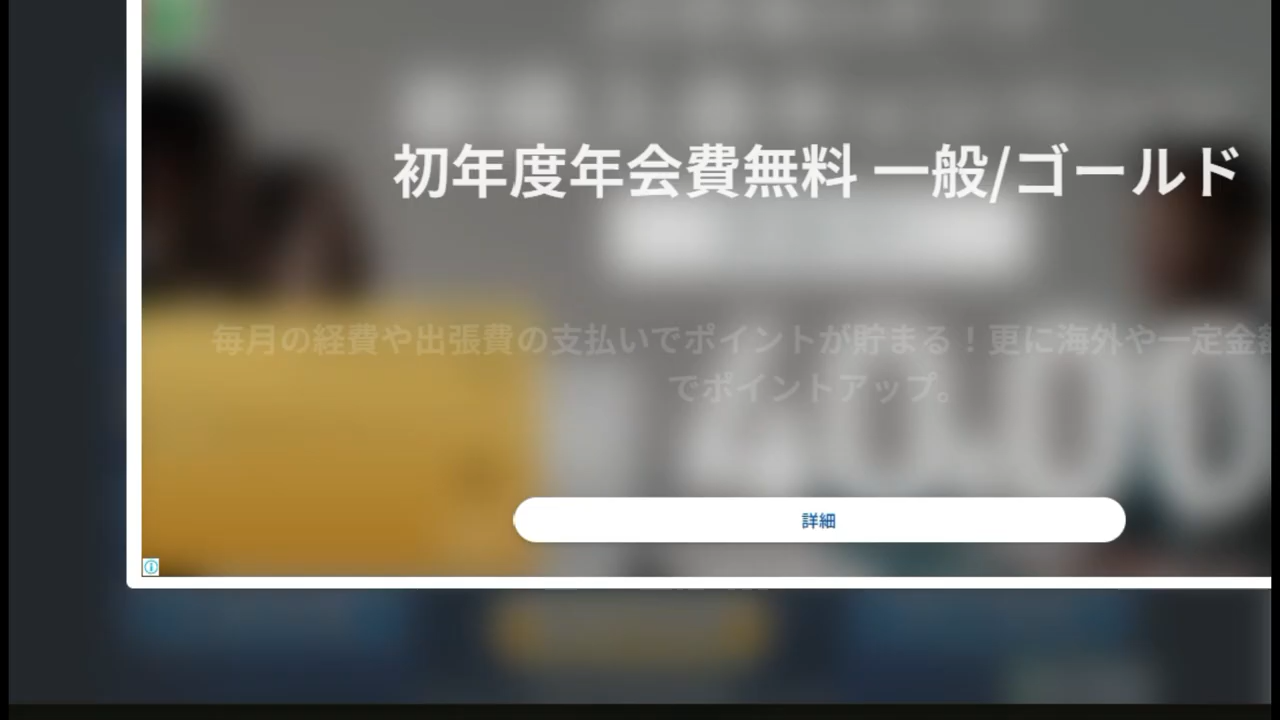 初年度年会費無料 一般/ゴールド
毎月の経費や出張費の支払いでポイントが貯まる！更に海外や一定金額
でポイントアップ。
詳細